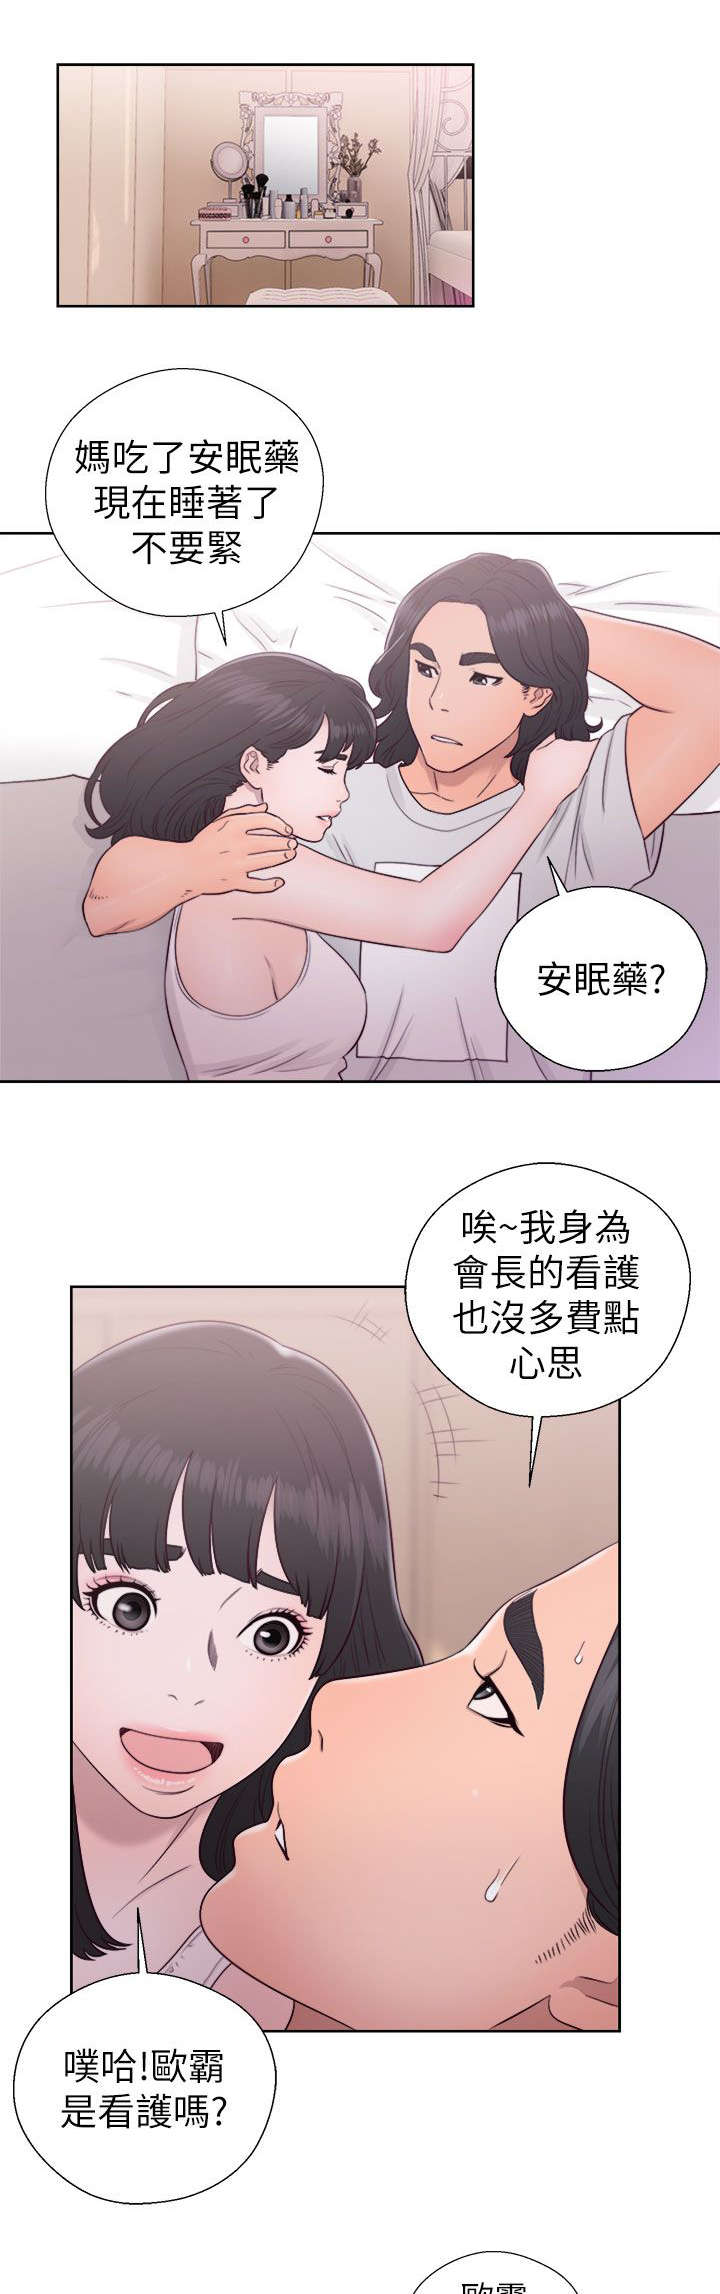 媽吃了安眠藥
現在睡著了
不要緊
安眠藥?
唉~我身為
會長的看護
也沒多費點
心思
噗哈!歐霸
是看護嗎?